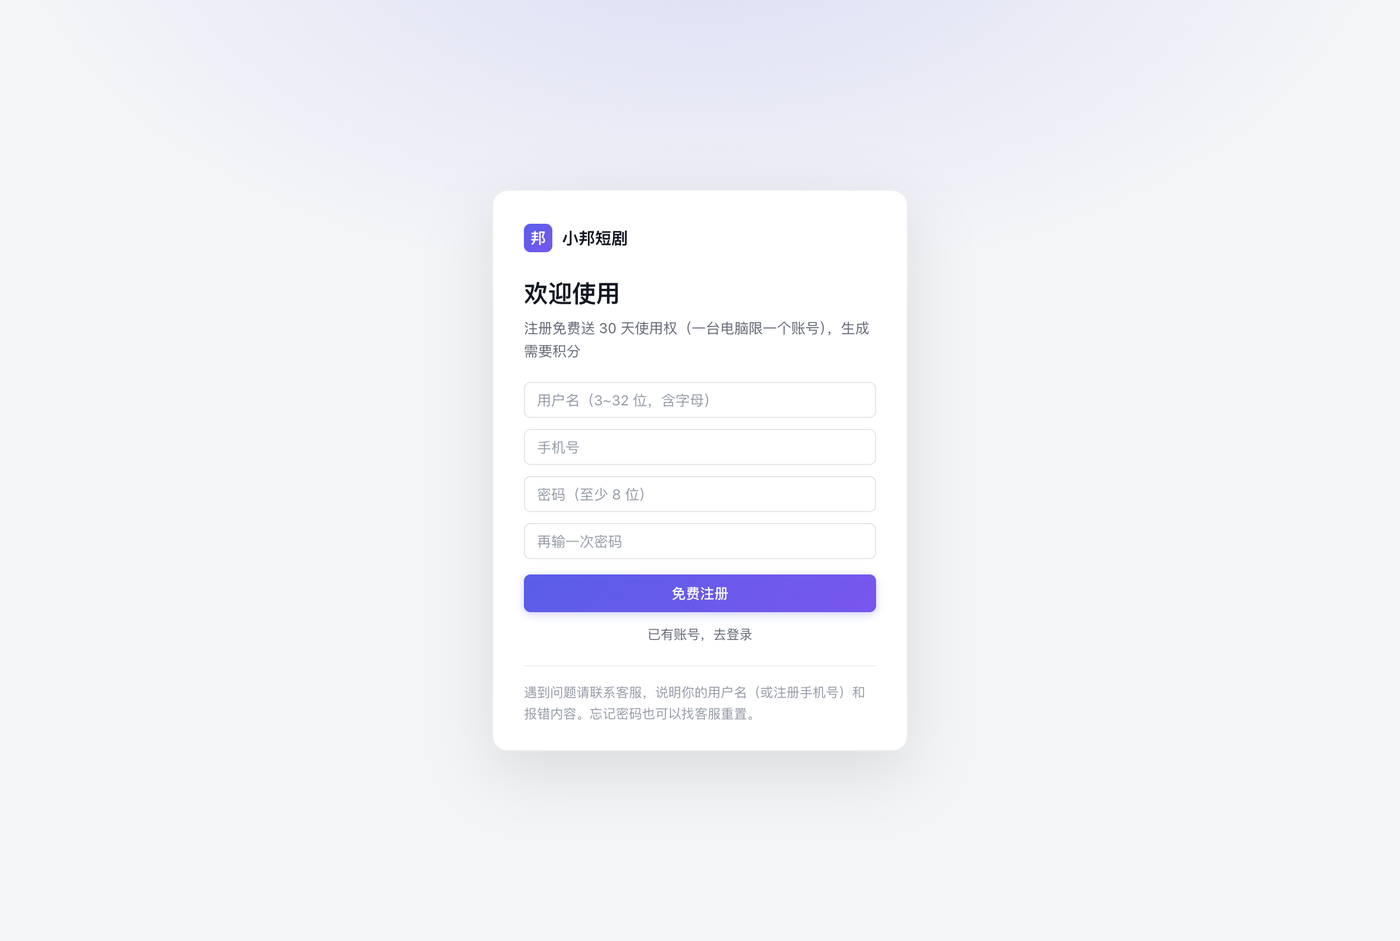 邦 小邦短剧
欢迎使用
注册免费送 30 天使用权（一台电脑限一个账号），生成
需要积分
用户名（3~32 位，含字母）
手机号
密码（至少 8 位）
再输一次密码
免费注册
已有账号，去登录
遇到问题请联系客服，说明你的用户名（或注册手机号）和
报错内容。忘记密码也可以找客服重置。